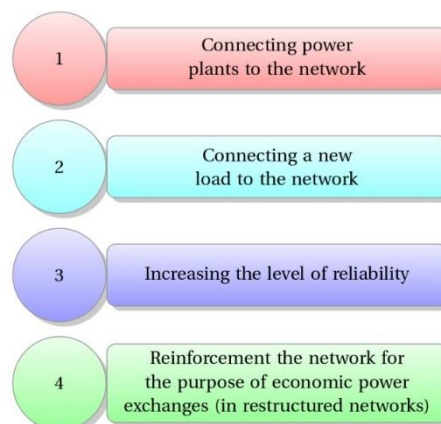 1
Connecting power
plants to the network
2
Connecting a new
load to the network
3
Increasing the level of reliability
4
Reinforcement the network for
the purpose of economic power
exchanges (in restructured networks)